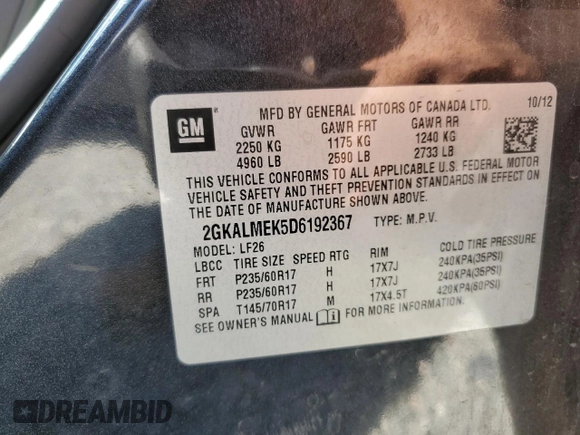 GM
MFD BY GENERAL MOTORS OF CANADA LTD. 10/12
GVWR GAWR FRT GAWR RR
2250 KG 1175 KG 1240 KG
4960 LB 2590 LB 2733 LB
THIS VEHICLE CONFORMS TO ALL APPLICABLE U.S. FEDERAL MOTOR
VEHICLE SAFETY AND THEFT PREVENTION STANDARDS IN EFFECT ON
THE DATE OF MANUFACTURE SHOWN ABOVE.
2GKALMEK5D6192367 TYPE: M.P.V.
MODEL: LF26
LBCC TIRE SIZE SPEED RTG RIM COLD TIRE PRESSURE
FRT P235/60R17 H 17X7J 240KPA(35PSI)
RR P235/60R17 H 17X7J 240KPA(35PSI)
SPA T145/70R17 M 17X4.5T 420KPA(60PSI)
SEE OWNER'S MANUAL FOR MORE INFORMATION.
DREAMBID